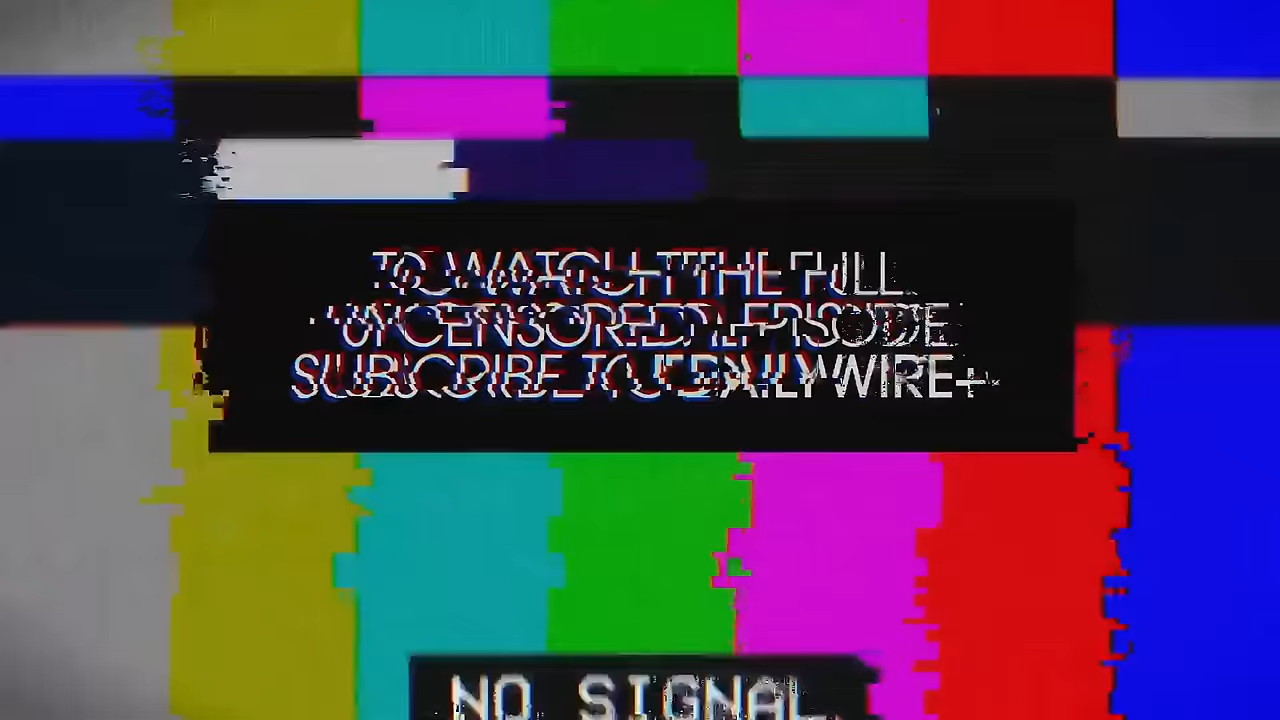 TO WATCH THE FULL
UNCENSORED EPISODE
SUBSCRIBE TO DAILYWIRE+
NO SIGNAL